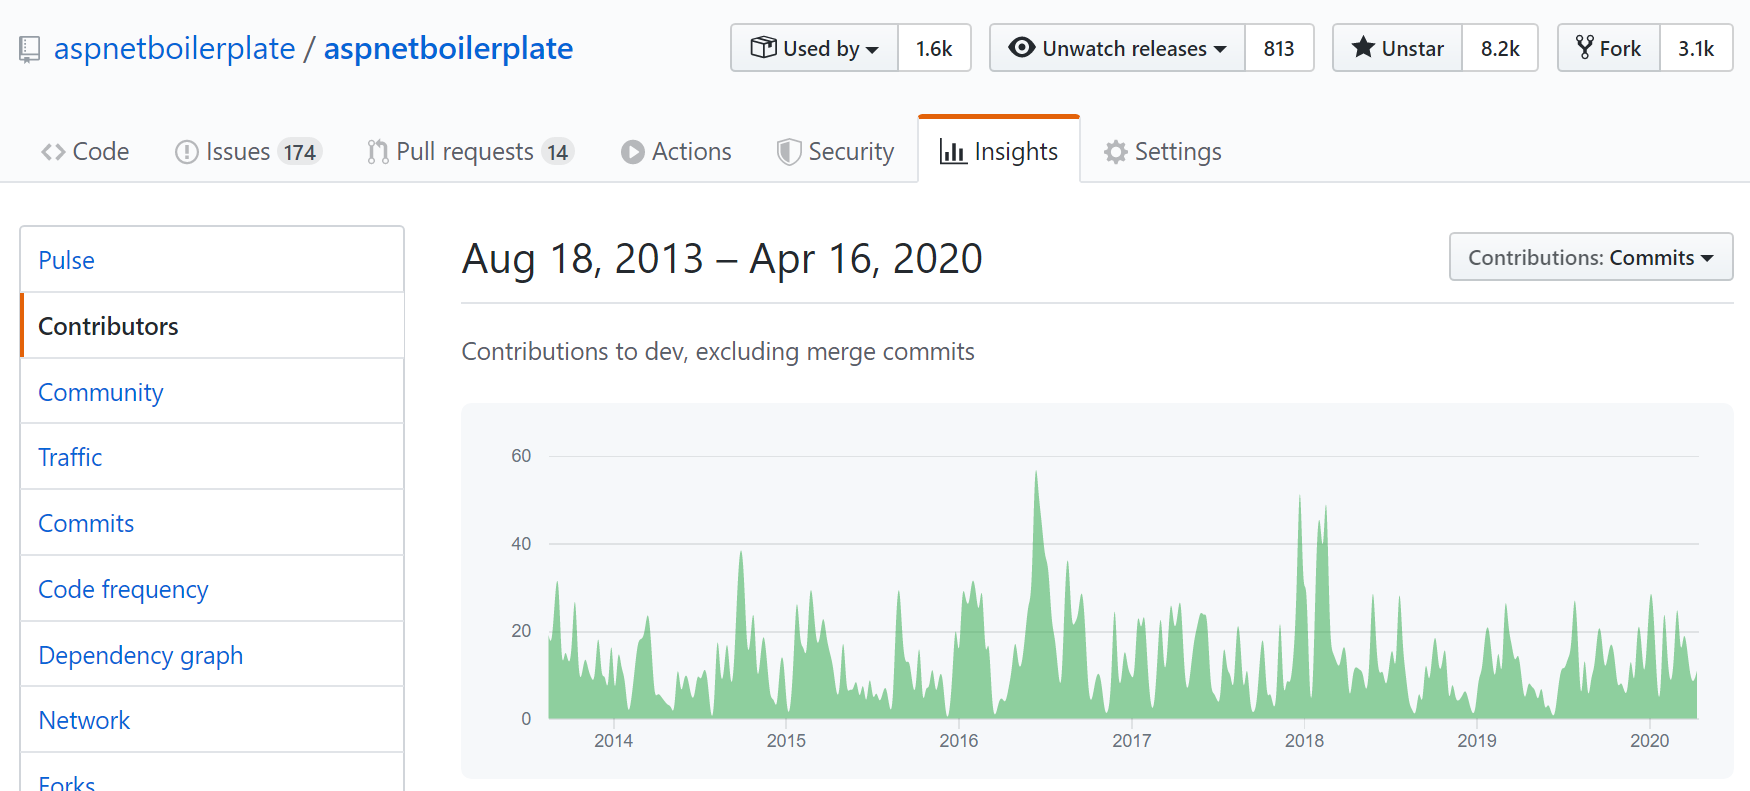 aspnetboilerplate / aspnetboilerplate
Used by 1.6k
Unwatch releases 813
Unstar 8.2k
Fork 3.1k
Code
Issues 174
Pull requests 14
Actions
Security
Insights
Settings
Pulse
Contributors
Community
Traffic
Commits
Code frequency
Dependency graph
Network
Forks
Aug 18, 2013 – Apr 16, 2020
Contributions: Commits
Contributions to dev, excluding merge commits
60
40
20
0
2014 2015 2016 2017 2018 2019 2020